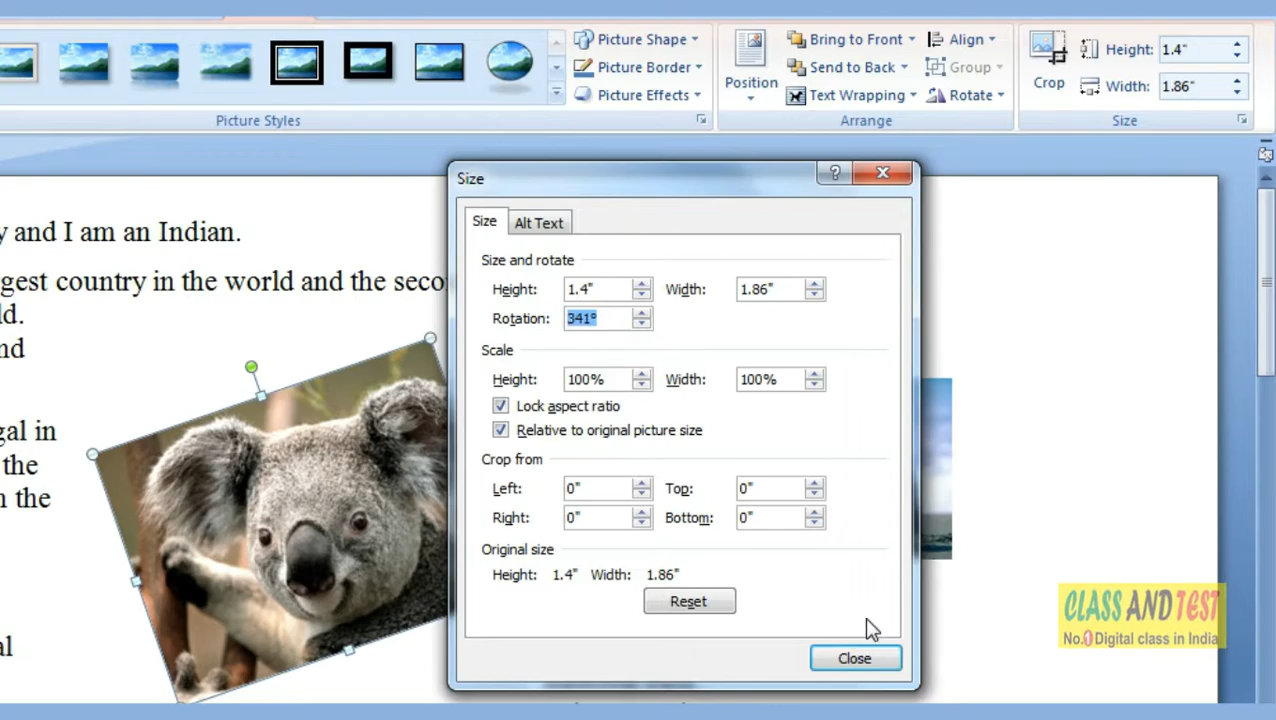 Picture Shape
Bring to Front
Align
Height: 1.4"
Picture Border
Send to Back
Group
Position
Crop
Width: 1.86"
Picture Effects
Text Wrapping
Rotate
Picture Styles
Arrange
Size
Size
?
Size
Alt Text
y and I am an Indian.
gest country in the world and the seco
ld.
nd
gal in
the
n the
al
Size and rotate
Height: 1.4" Width: 1.86"
Rotation: 341°
Scale
Height: 100% Width: 100%
Lock aspect ratio
Relative to original picture size
Crop from
Left: 0" Top: 0"
Right: 0" Bottom: 0"
Original size
Height: 1.4" Width: 1.86"
Reset
Close
CLASS AND TEST
No.1 Digital class in India